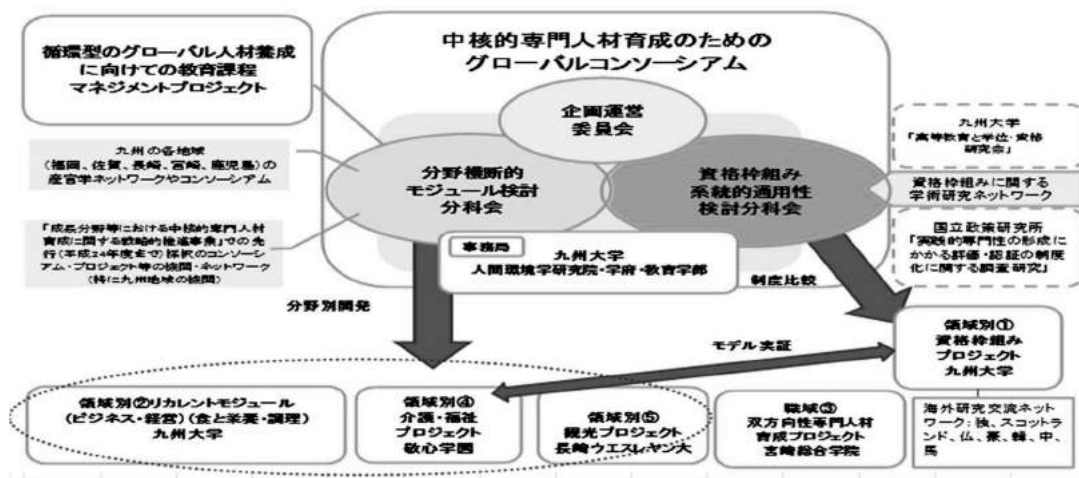 循環型のグローバル人材養成
に向けての教育課程
マネジメントプロジェクト
中核的専門人材育成のための
グローバルコンソーシアム
企画運営
委員会
九州の各地域
(福岡、佐賀、長崎、宮崎、鹿児島)の
産官学ネットワークやコンソーシアム
分野横断的
モジュール検討
分科会
資格枠組み
系統的通用性
検討分科会
九州大学
「高等教育と学位・資格
研究会」
資格枠組みに関する
学術研究ネットワーク
「成長分野等における中核的専門人材
育成に関する戦略的推進事業」での先
行(平成24年度まで)採択のコンソーシ
アム・プロジェクト等の機関・ネットワーク
(特に九州地域の機関)
国立政策研究所
「実践的専門性の形成に
かかる評価・認証の制度
化に関する調査研究」
事務局
九州大学
人間環境学研究院・学府・教育学部
分野別開発
制度比較
モデル実証
領域別①
資格枠組み
プロジェクト
九州大学
領域別②リカレントモジュール
(ビジネス・経営)(食と栄養・調理)
九州大学
領域別④
介護・福祉
プロジェクト
敬心学園
領域別⑤
観光プロジェクト
長崎ウエスレヤン大
職域③
双方向性専門人材
育成プロジェクト
宮崎総合学院
海外研究交流ネット
ワーク:独、スコットラ
ンド、仏、豪、韓、中、
馬